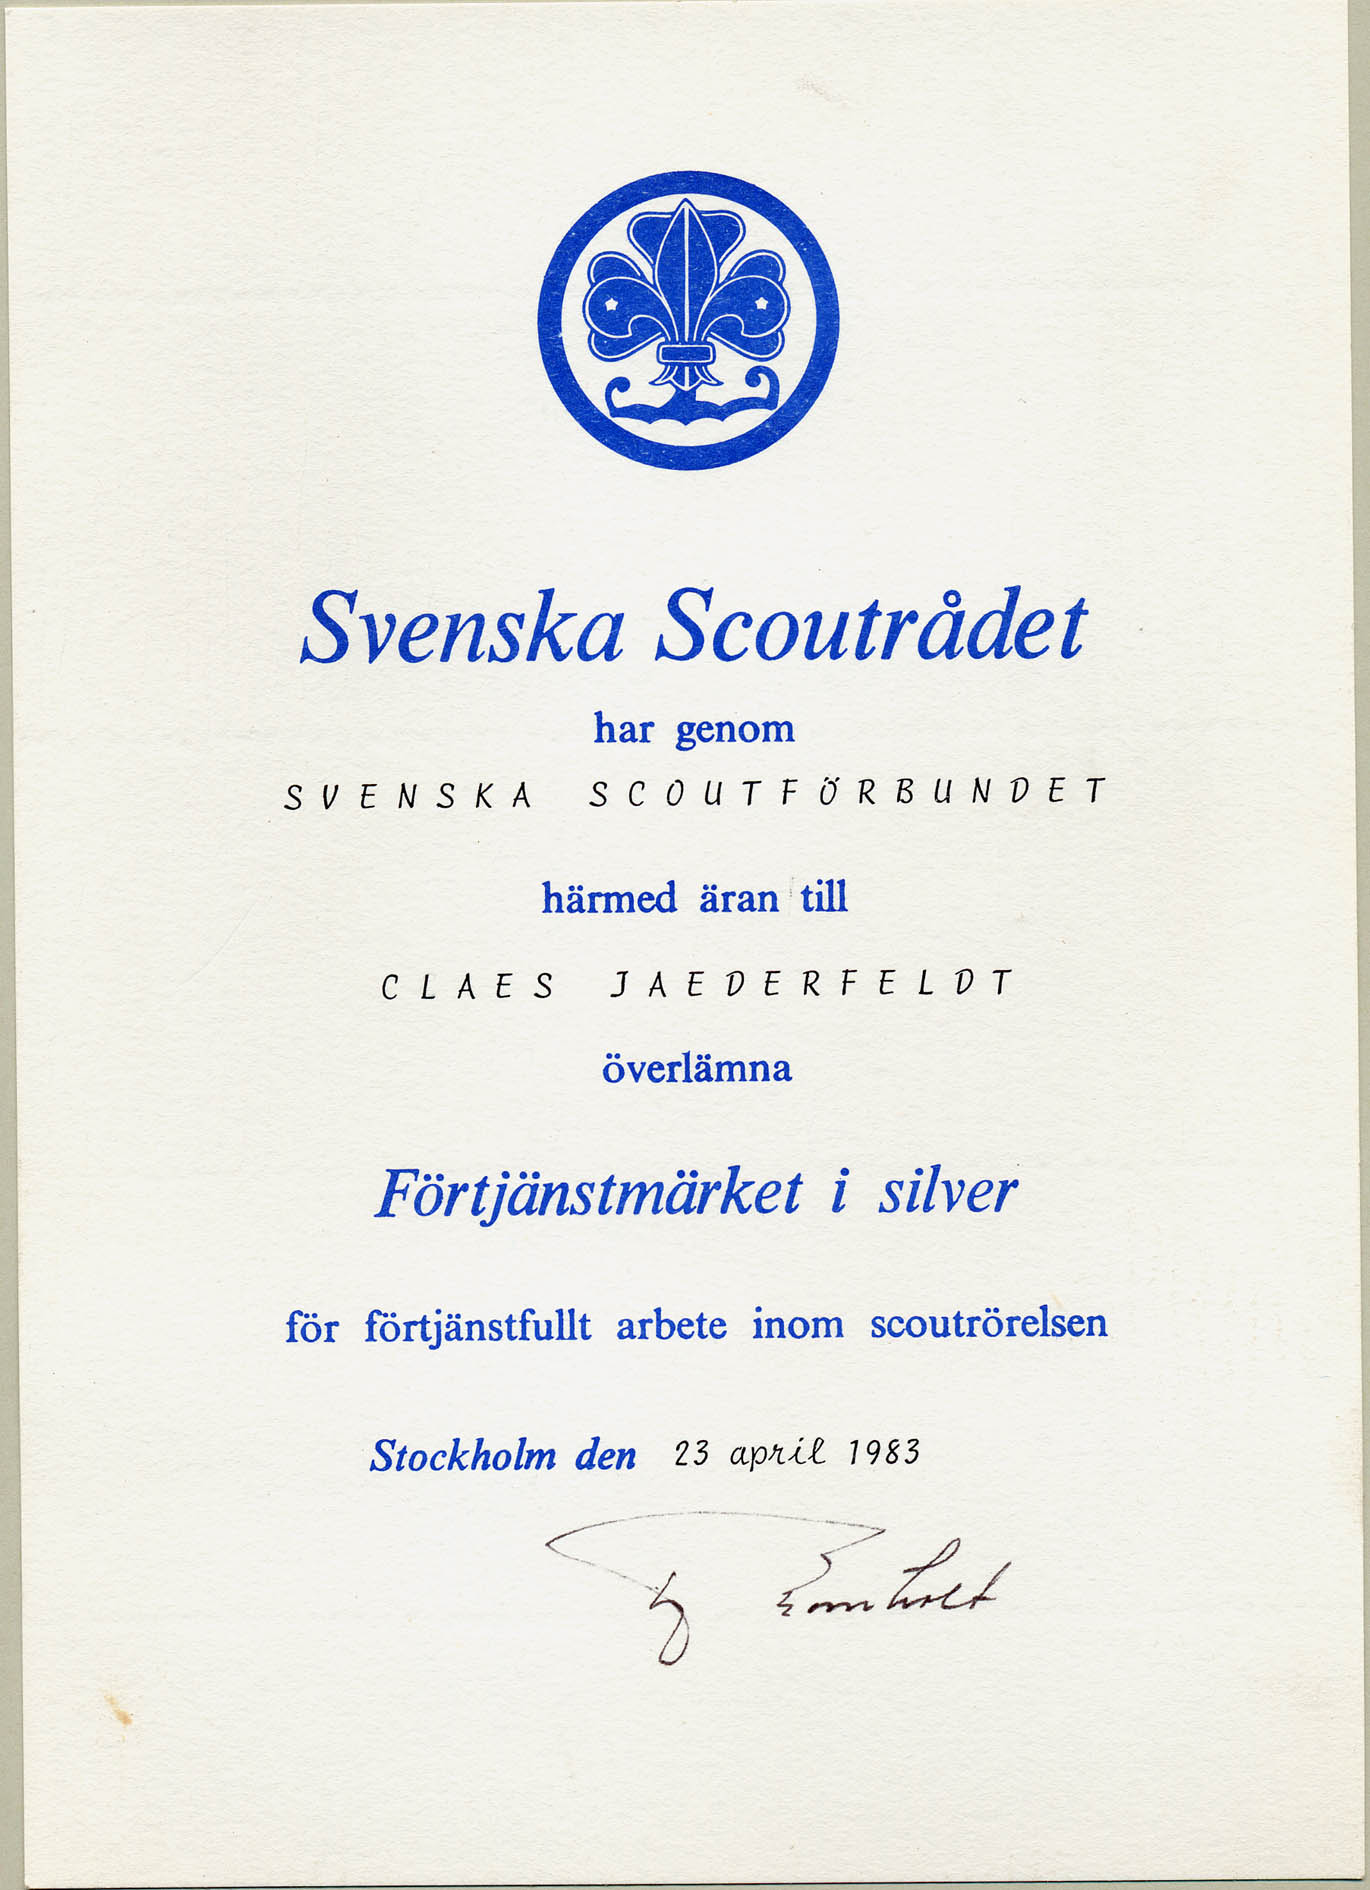 Svenska Scoutrådet
har genom
SVENSKA SCOUTFÖRBUNDET
härmed äran till
CLAES JAEDERFELDT
överlämna
Förtjänstmärket i silver
för förtjänstfullt arbete inom scoutrörelsen
Stockholm den 23 april 1983